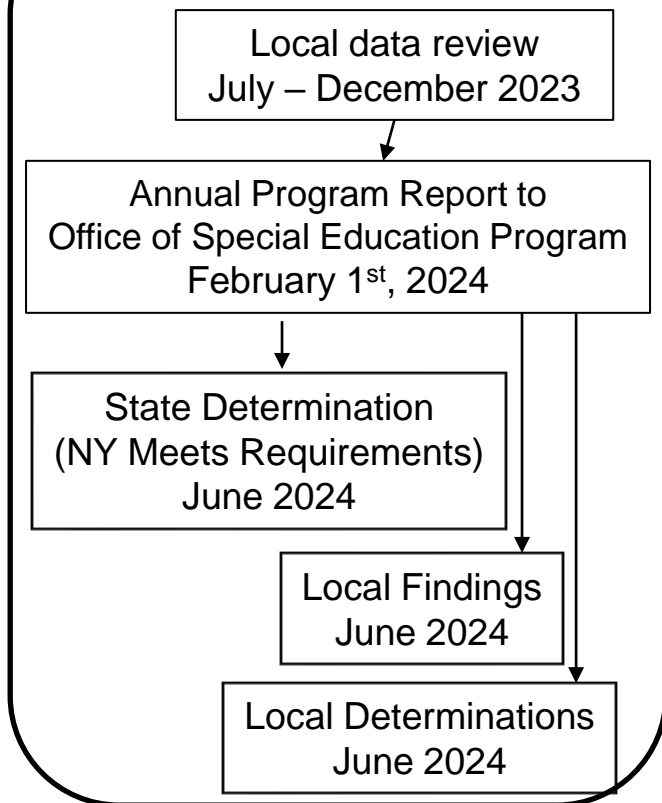 Local data review
July – December 2023
Annual Program Report to
Office of Special Education Program
February 1st, 2024
State Determination
(NY Meets Requirements)
June 2024
Local Findings
June 2024
Local Determinations
June 2024